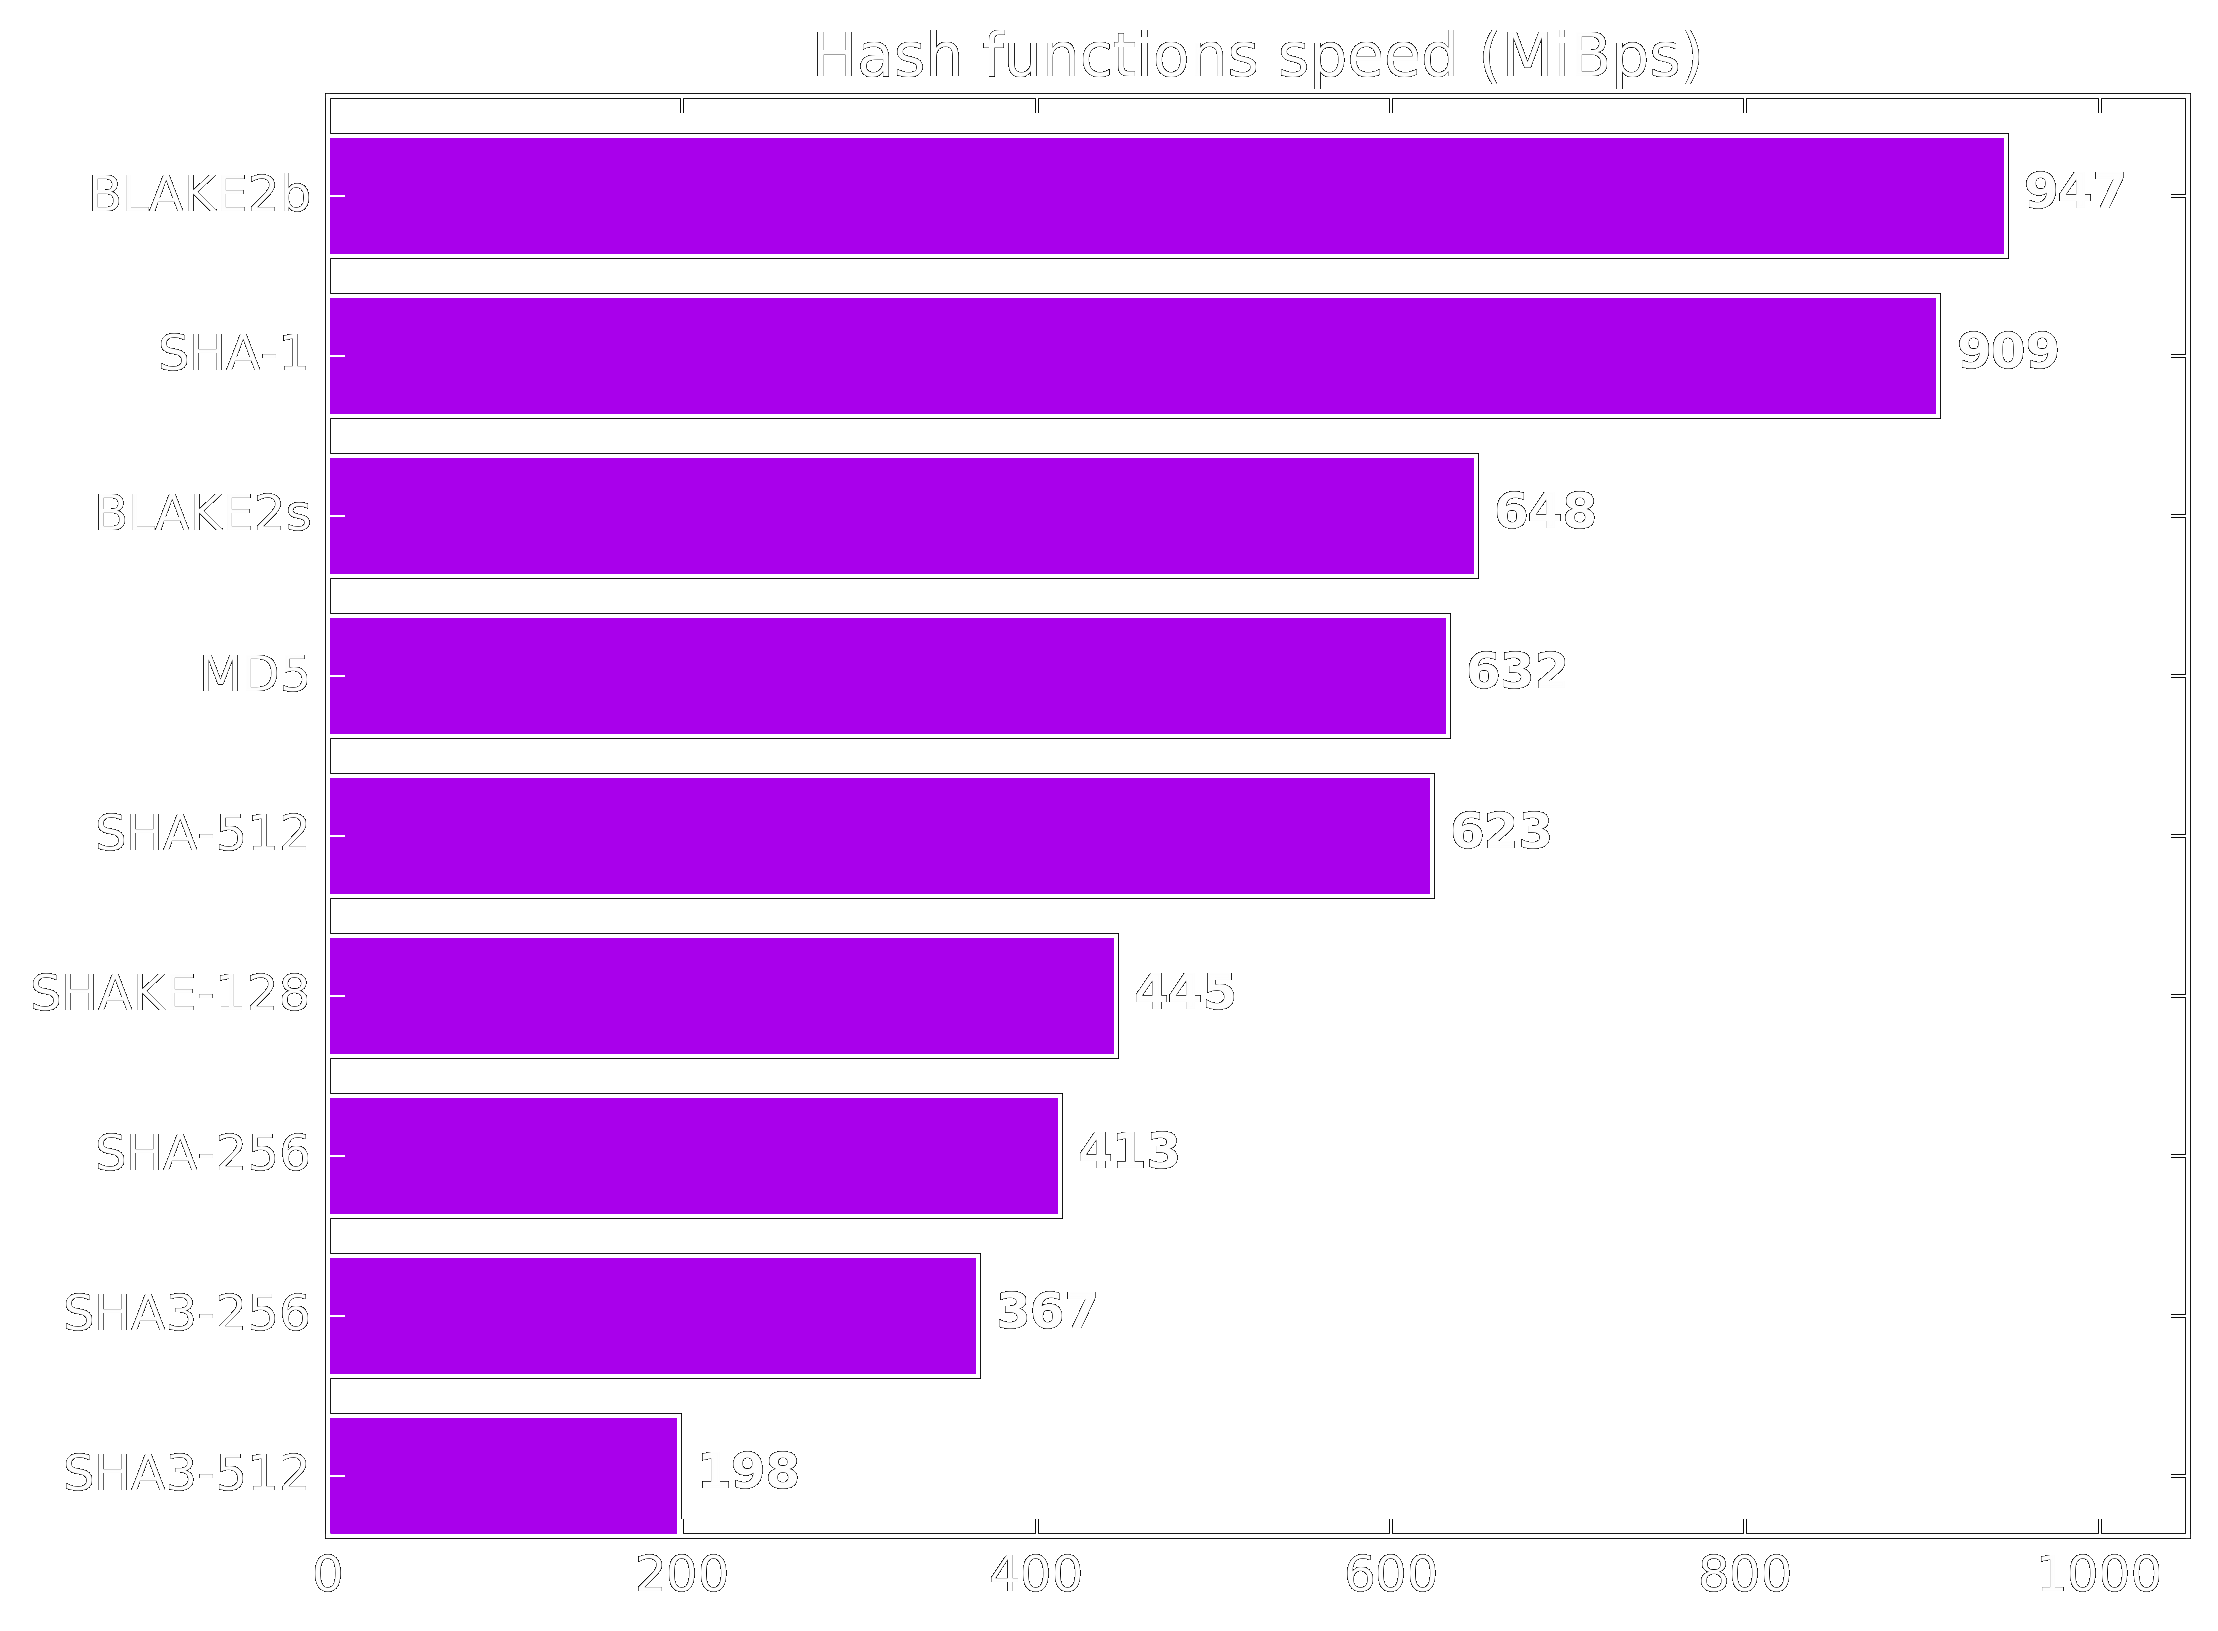 Hash functions speed (MiBps)
BLAKE2b 947
SHA-1 909
BLAKE2s 648
MD5 632
SHA-512 623
SHAKE-128 445
SHA-256 413
SHA3-256 367
SHA3-512 198
0 200 400 600 800 1000